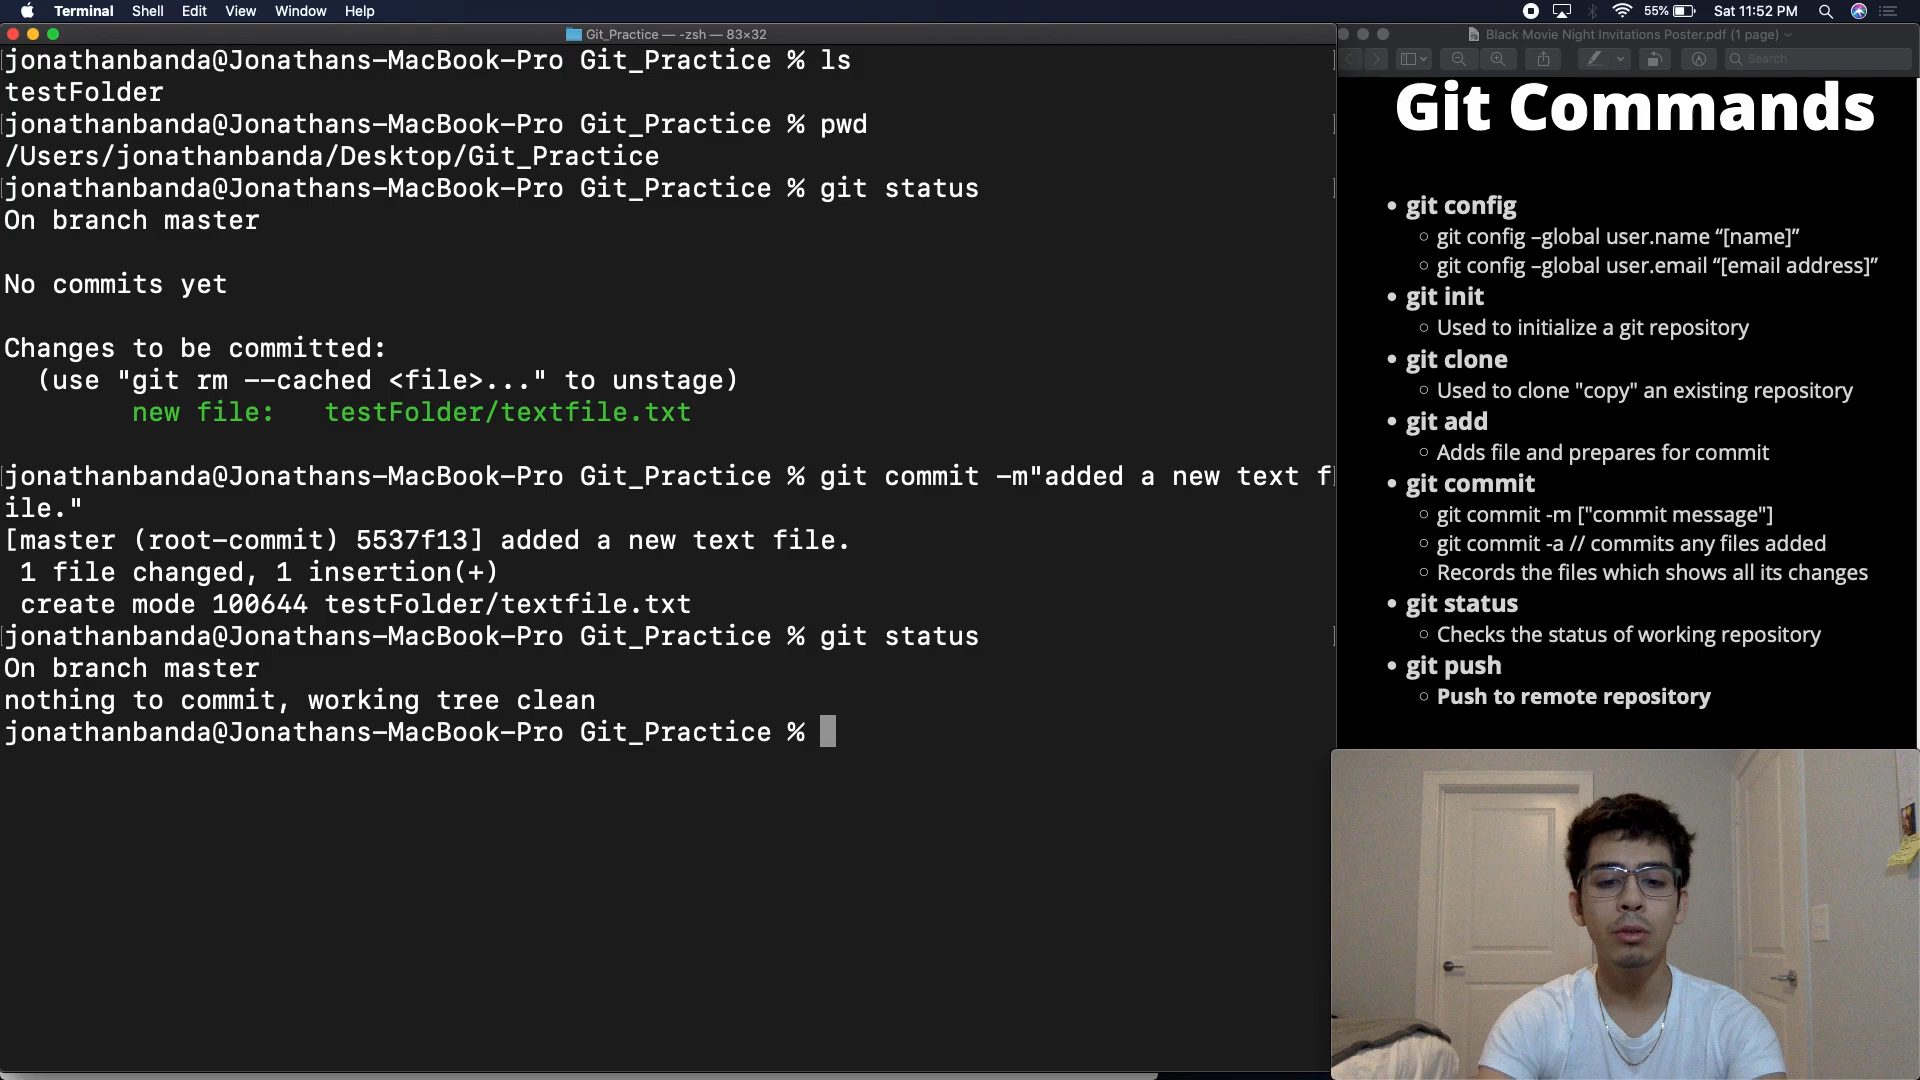 Terminal Shell Edit View Window Help
55% Sat 11:52 PM
Git_Practice — -zsh — 83×32
jonathanbanda@Jonathans-MacBook-Pro Git_Practice % ls
testFolder
jonathanbanda@Jonathans-MacBook-Pro Git_Practice % pwd
/Users/jonathanbanda/Desktop/Git_Practice
jonathanbanda@Jonathans-MacBook-Pro Git_Practice % git status
On branch master
No commits yet
Changes to be committed:
(use "git rm --cached <file>..." to unstage)
new file: testFolder/textfile.txt
jonathanbanda@Jonathans-MacBook-Pro Git_Practice % git commit -m"added a new text f
ile."
[master (root-commit) 5537f13] added a new text file.
1 file changed, 1 insertion(+)
create mode 100644 testFolder/textfile.txt
jonathanbanda@Jonathans-MacBook-Pro Git_Practice % git status
On branch master
nothing to commit, working tree clean
jonathanbanda@Jonathans-MacBook-Pro Git_Practice %
Black Movie Night Invitations Poster.pdf (1 page)
Search
Git Commands
• git config
○ git config –global user.name “[name]”
○ git config –global user.email “[email address]”
• git init
○ Used to initialize a git repository
• git clone
○ Used to clone "copy" an existing repository
• git add
○ Adds file and prepares for commit
• git commit
○ git commit -m ["commit message"]
○ git commit -a // commits any files added
○ Records the files which shows all its changes
• git status
○ Checks the status of working repository
• git push
○ Push to remote repository